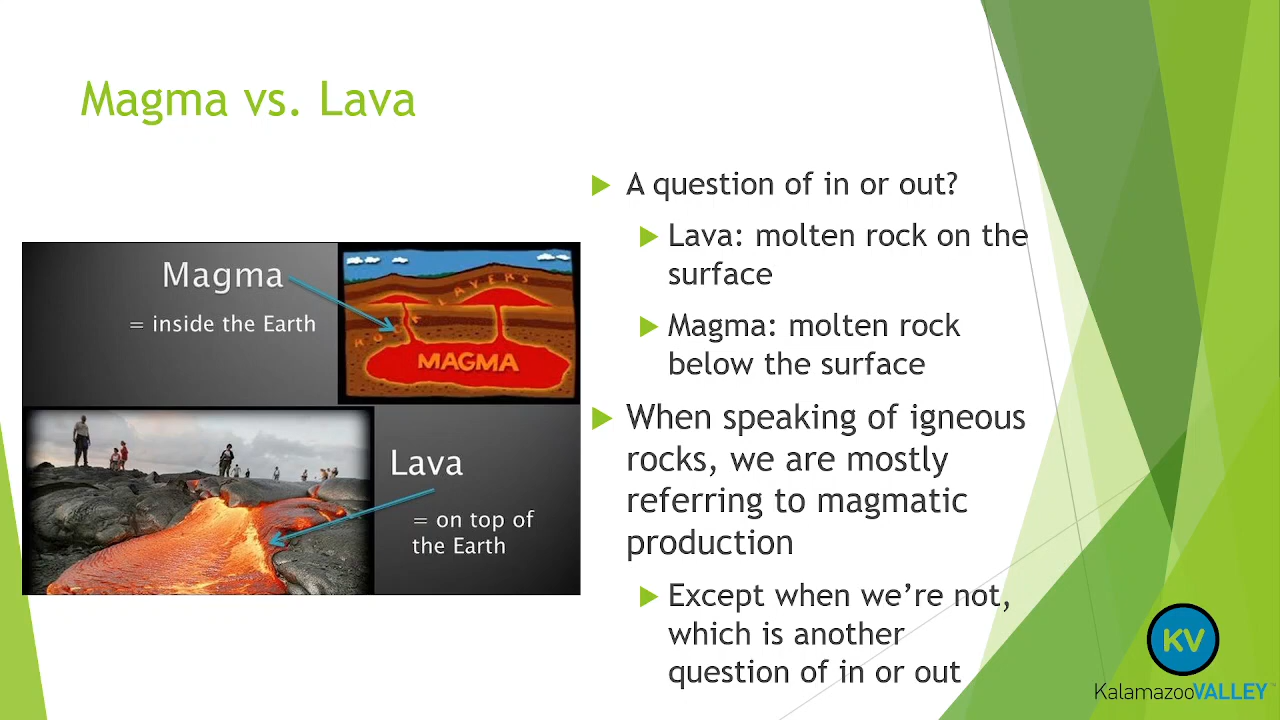 Magma vs. Lava
Magma
= inside the Earth
ROCK LAYERS
MAGMA
Lava
= on top of
the Earth
A question of in or out?
Lava: molten rock on the
surface
Magma: molten rock
below the surface
When speaking of igneous
rocks, we are mostly
referring to magmatic
production
Except when we’re not,
which is another
question of in or out
KV
KalamazooVALLEY